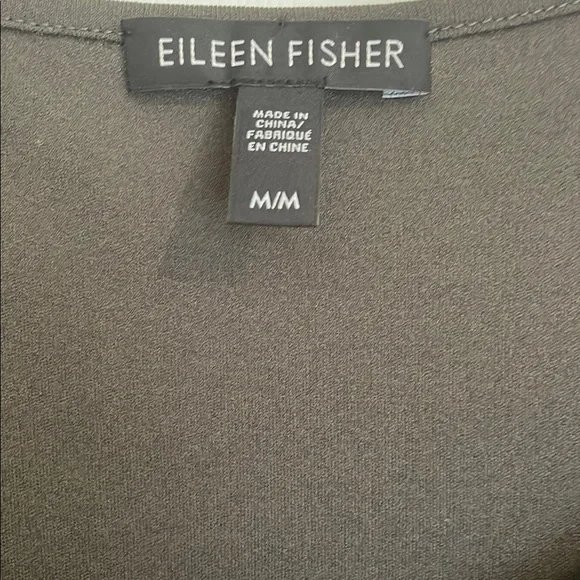 EILEEN FISHER
MADE IN
CHINA/
FABRIQUÉ
EN CHINE
M/M